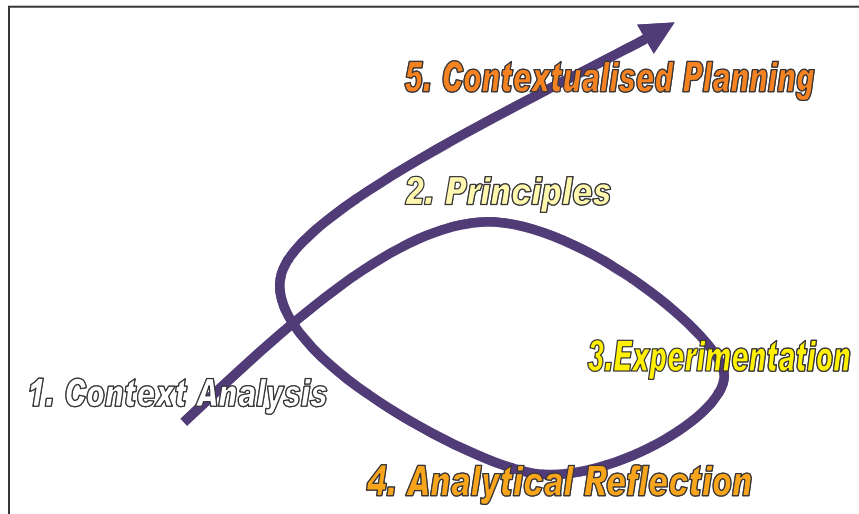 1. Context Analysis
2. Principles
3.Experimentation
4. Analytical Reflection
5. Contextualised Planning